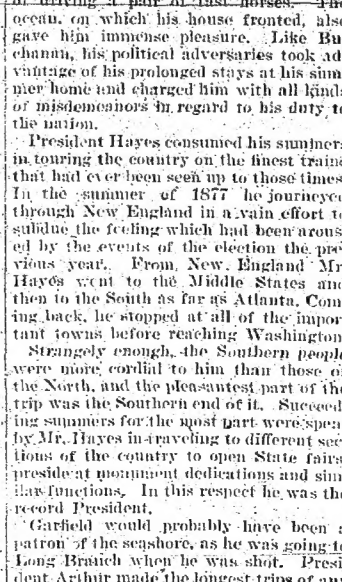 of driving a pair of fast horses. The
ocean, on which his house fronted, also
gave him immense pleasure. Like Bu
chanan, his political adversaries took ad
vantage of his prolonged stays at his sum
mer home and charged him with all kinds
of misdemeanors in regard to his duty to
the nation.
President Hayes consumed his summers
in touring the country on the finest trains
that had ever been seen up to those times
In the summer of 1877 he journeyed
through New England in a vain effort to
subdue the feeling which had been arous
ed by the events of the election the pre
vious year. From New England Mr
Hayes went to the Middle States and
then to the South as far as Atlanta. Com
ing back, he stopped at all of the impor
tant towns before reaching Washington
Strangely enough, the Southern people
were more cordial to him than those of
the North, and the pleasantest part of the
trip was the Southern end of it. Succeed
ing summers for the most part were spent
by Mr. Hayes in traveling to different sec
tions of the country to open State fairs
preside at monument dedications and sim
ilar functions. In this respect he was the
record President.
Garfield would probably have been a
patron of the seashore, as he was going to
Long Branch when he was shot. Presi
dent Arthur made the longest trips of any